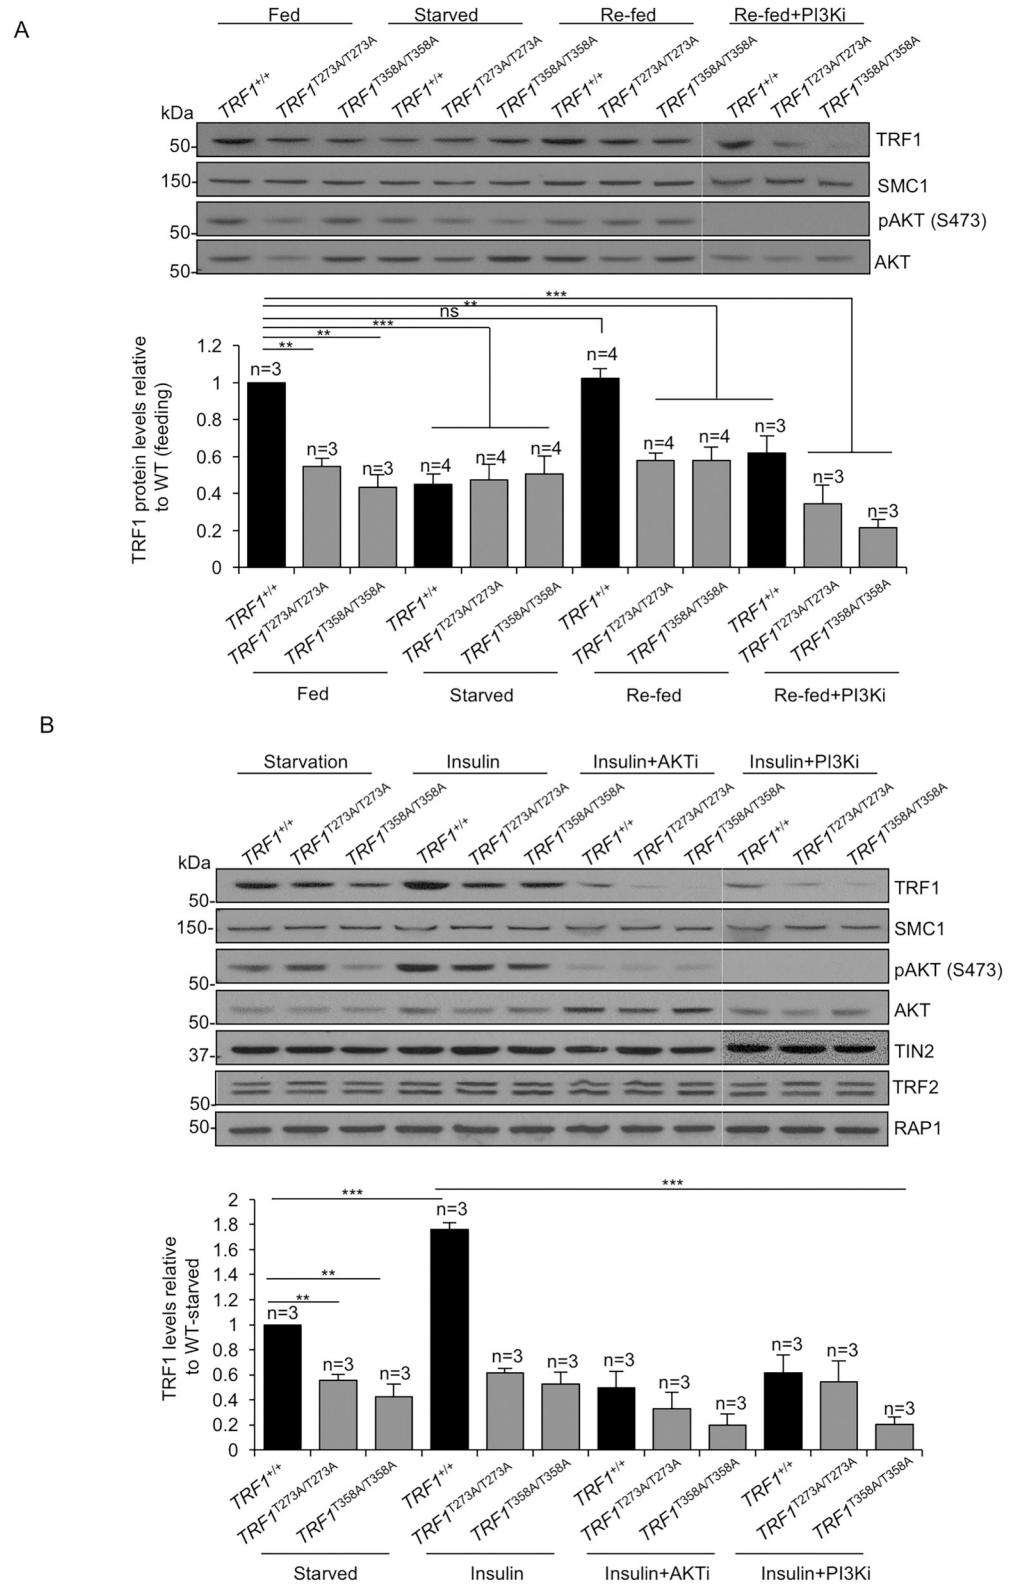 A
Fed Starved Re-fed Re-fed+PI3Ki
TRF1+/+ TRF1T273A/T273A TRF1T358A/T358A TRF1+/+ TRF1T273A/T273A TRF1T358A/T358A TRF1+/+ TRF1T273A/T273A TRF1T358A/T358A TRF1+/+ TRF1T273A/T273A TRF1T358A/T358A
kDa
50- TRF1
150- SMC1
50- pAKT (S473)
50- AKT
***
**
ns
***
**
**
TRF1 protein levels relative
to WT (feeding)
1.2
1
0.8
0.6
0.4
0.2
0
n=3 n=3 n=3 n=4 n=4 n=4 n=4 n=4 n=4 n=3 n=3 n=3
TRF1+/+ TRF1T273A/T273A TRF1T358A/T358A TRF1+/+ TRF1T273A/T273A TRF1T358A/T358A TRF1+/+ TRF1T273A/T273A TRF1T358A/T358A TRF1+/+ TRF1T273A/T273A TRF1T358A/T358A
Fed Starved Re-fed Re-fed+PI3Ki
B
Starvation Insulin Insulin+AKTi Insulin+PI3Ki
TRF1+/+ TRF1T273A/T273A TRF1T358A/T358A TRF1+/+ TRF1T273A/T273A TRF1T358A/T358A TRF1+/+ TRF1T273A/T273A TRF1T358A/T358A TRF1+/+ TRF1T273A/T273A TRF1T358A/T358A
kDa
50- TRF1
150- SMC1
50- pAKT (S473)
50- AKT
37- TIN2
50- TRF2
50- RAP1
***
***
**
**
TRF1 levels relative
to WT-starved
2
1.8
1.6
1.4
1.2
1
0.8
0.6
0.4
0.2
0
n=3 n=3 n=3 n=3 n=3 n=3 n=3 n=3 n=3 n=3 n=3 n=3
TRF1+/+ TRF1T273A/T273A TRF1T358A/T358A TRF1+/+ TRF1T273A/T273A TRF1T358A/T358A TRF1+/+ TRF1T273A/T273A TRF1T358A/T358A TRF1+/+ TRF1T273A/T273A TRF1T358A/T358A
Starved Insulin Insulin+AKTi Insulin+PI3Ki